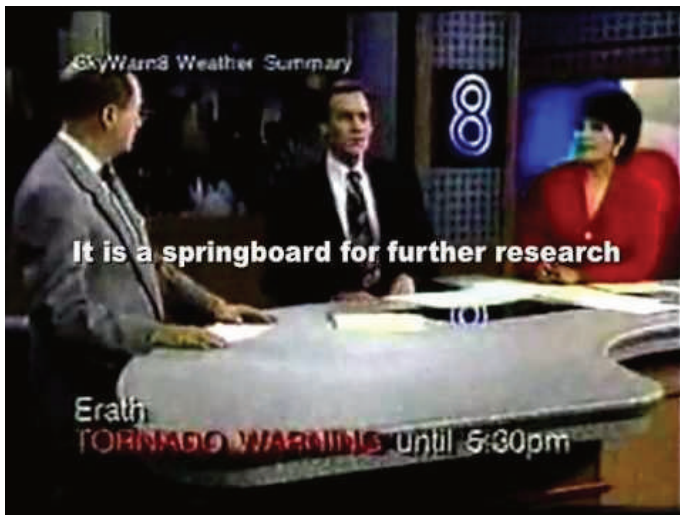 SkyWarn8 Weather Summary
8
It is a springboard for further research
Erath
TORNADO WARNING until 5:30pm